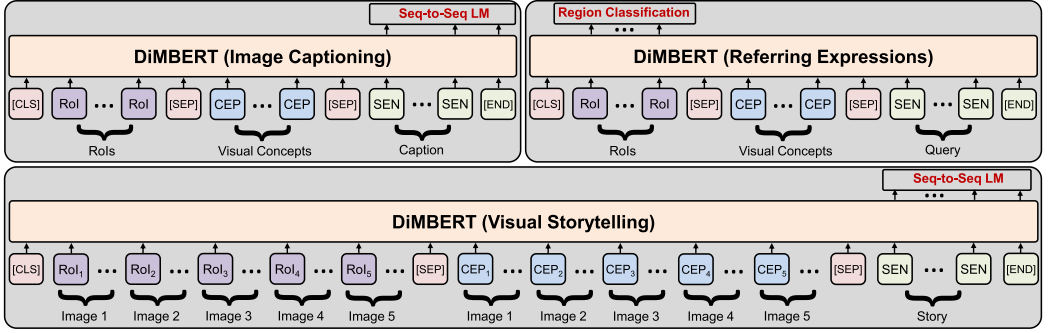 Seq-to-Seq LM
DiMBERT (Image Captioning)
[CLS] RoI ··· RoI [SEP] CEP ··· CEP [SEP] SEN ··· SEN [END]
RoIs Visual Concepts Caption
Region Classification
···
DiMBERT (Referring Expressions)
[CLS] RoI ··· RoI [SEP] CEP ··· CEP [SEP] SEN ··· SEN [END]
RoIs Visual Concepts Query
Seq-to-Seq LM
···
DiMBERT (Visual Storytelling)
[CLS] RoI₁ ··· RoI₂ ··· RoI₃ ··· RoI₄ ··· RoI₅ ··· [SEP] CEP₁ ··· CEP₂ ··· CEP₃ ··· CEP₄ ··· CEP₅ ··· [SEP] SEN ··· SEN [END]
Image 1 Image 2 Image 3 Image 4 Image 5 Image 1 Image 2 Image 3 Image 4 Image 5 Story